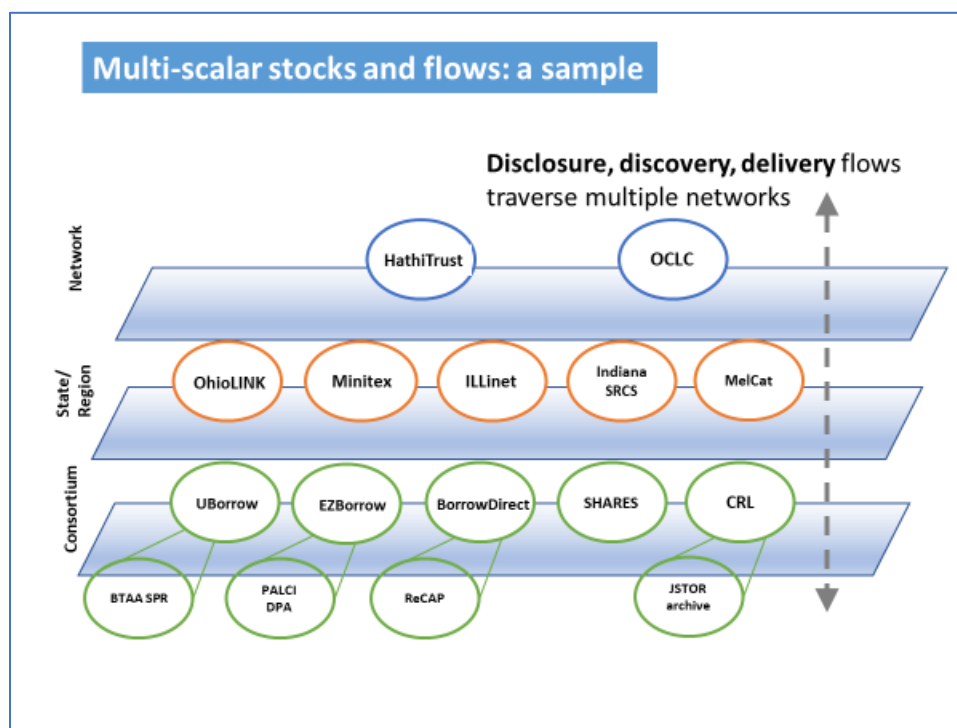 Multi-scalar stocks and flows: a sample
Disclosure, discovery, delivery flows
traverse multiple networks
Network
HathiTrust
OCLC
State/
Region
OhioLINK
Minitex
ILLinet
Indiana
SRCS
MelCat
Consortium
UBorrow
EZBorrow
BorrowDirect
SHARES
CRL
BTAA SPR
PALCI
DPA
ReCAP
JSTOR
archive